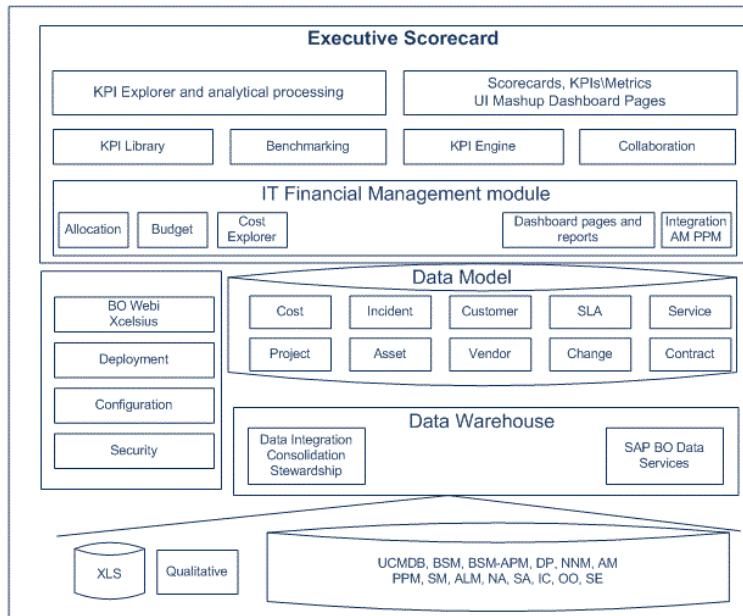 Executive Scorecard
KPI Explorer and analytical processing
Scorecards, KPIs\Metrics
UI Mashup Dashboard Pages
KPI Library
Benchmarking
KPI Engine
Collaboration
IT Financial Management module
Allocation
Budget
Cost
Explorer
Dashboard pages and
reports
Integration
AM PPM
Data Model
BO Webi
Xcelsius
Cost
Incident
Customer
SLA
Service
Deployment
Project
Asset
Vendor
Change
Contract
Configuration
Security
Data Warehouse
Data Integration
Consolidation
Stewardship
SAP BO Data
Services
XLS
Qualitative
UCMDB, BSM, BSM-APM, DP, NNM, AM
PPM, SM, ALM, NA, SA, IC, OO, SE